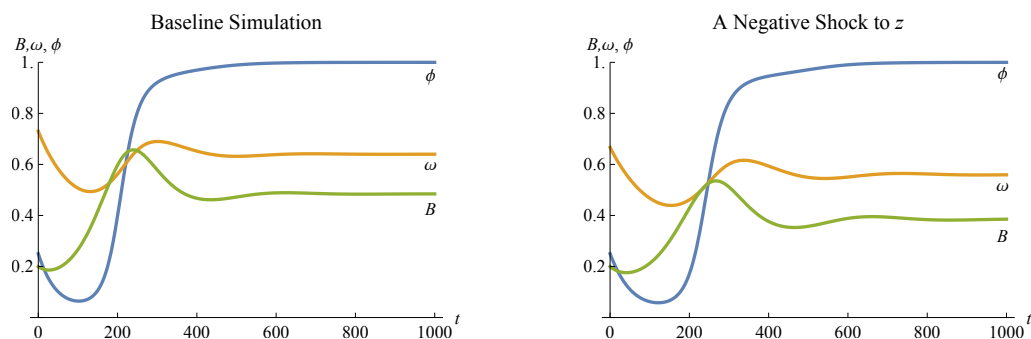 Baseline Simulation
B,ω, ϕ
1.
0.8
0.6
0.4
0.2
0 200 400 600 800 1000
t
ϕ
ω
B
A Negative Shock to z
B,ω, ϕ
1.
0.8
0.6
0.4
0.2
0 200 400 600 800 1000
t
ϕ
ω
B